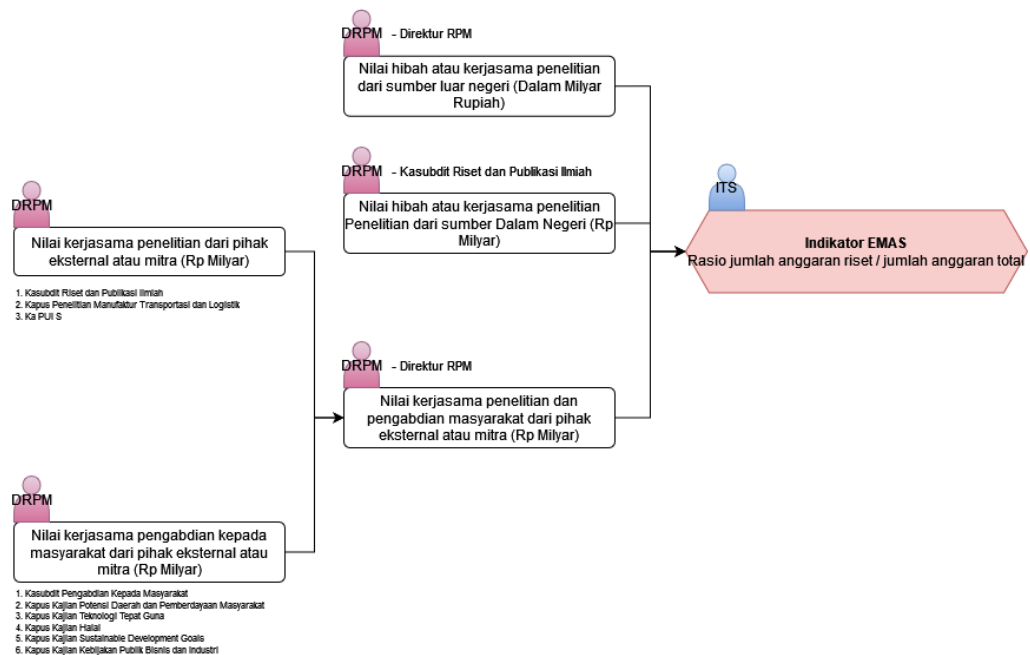 DRPM - Direktur RPM
Nilai hibah atau kerjasama penelitian
dari sumber luar negeri (Dalam Milyar
Rupiah)
DRPM - Kasubdit Riset dan Publikasi Ilmiah
Nilai hibah atau kerjasama penelitian
Penelitian dari sumber Dalam Negeri (Rp
Milyar)
ITS
Indikator EMAS
Rasio jumlah anggaran riset / jumlah anggaran total
DRPM
Nilai kerjasama penelitian dari pihak
eksternal atau mitra (Rp Milyar)
1. Kasubdit Riset dan Publikasi Ilmiah
2. Kapus Penelitian Manufaktur Transportasi dan Logistik
3. Ka PUI S
DRPM - Direktur RPM
Nilai kerjasama penelitian dan
pengabdian masyarakat dari pihak
eksternal atau mitra (Rp Milyar)
DRPM
Nilai kerjasama pengabdian kepada
masyarakat dari pihak eksternal atau
mitra (Rp Milyar)
1. Kasubdit Pengabdian Kepada Masyarakat
2. Kapus Kajian Potensi Daerah dan Pemberdayaan Masyarakat
3. Kapus Kajian Teknologi Tepat Guna
4. Kapus Kajian Halal
5. Kapus Kajian Sustainable Development Goals
6. Kapus Kajian Kebijakan Publik Bisnis dan Industri